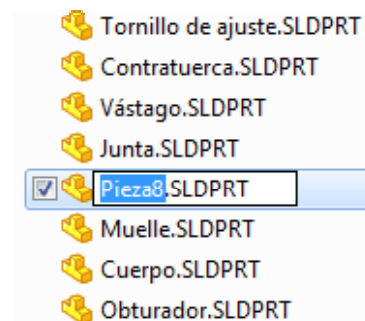 Tornillo de ajuste.SLDPRT
Contratuerca.SLDPRT
Vástago.SLDPRT
Junta.SLDPRT
Pieza8.SLDPRT
Muelle.SLDPRT
Cuerpo.SLDPRT
Obturador.SLDPRT